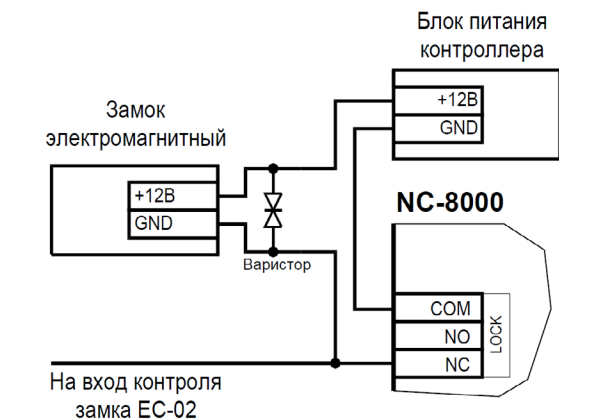 Блок питания
контроллера
+12В
GND
Замок
электромагнитный
+12В
GND
Варистор
NC-8000
COM
NO
NC
LOCK
На вход контроля
замка ЕС-02